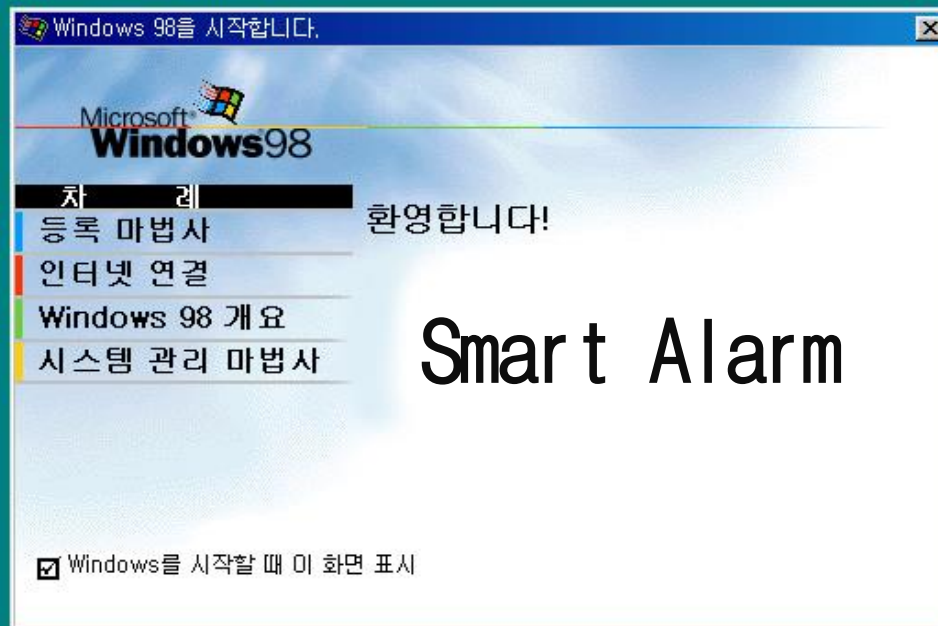 Windows 98을 시작합니다.
Microsoft
Windows98
차 례
환영합니다!
등록 마법사
인터넷 연결
Windows 98 개요
시스템 관리 마법사
Smart Alarm
Windows를 시작할 때 이 화면 표시